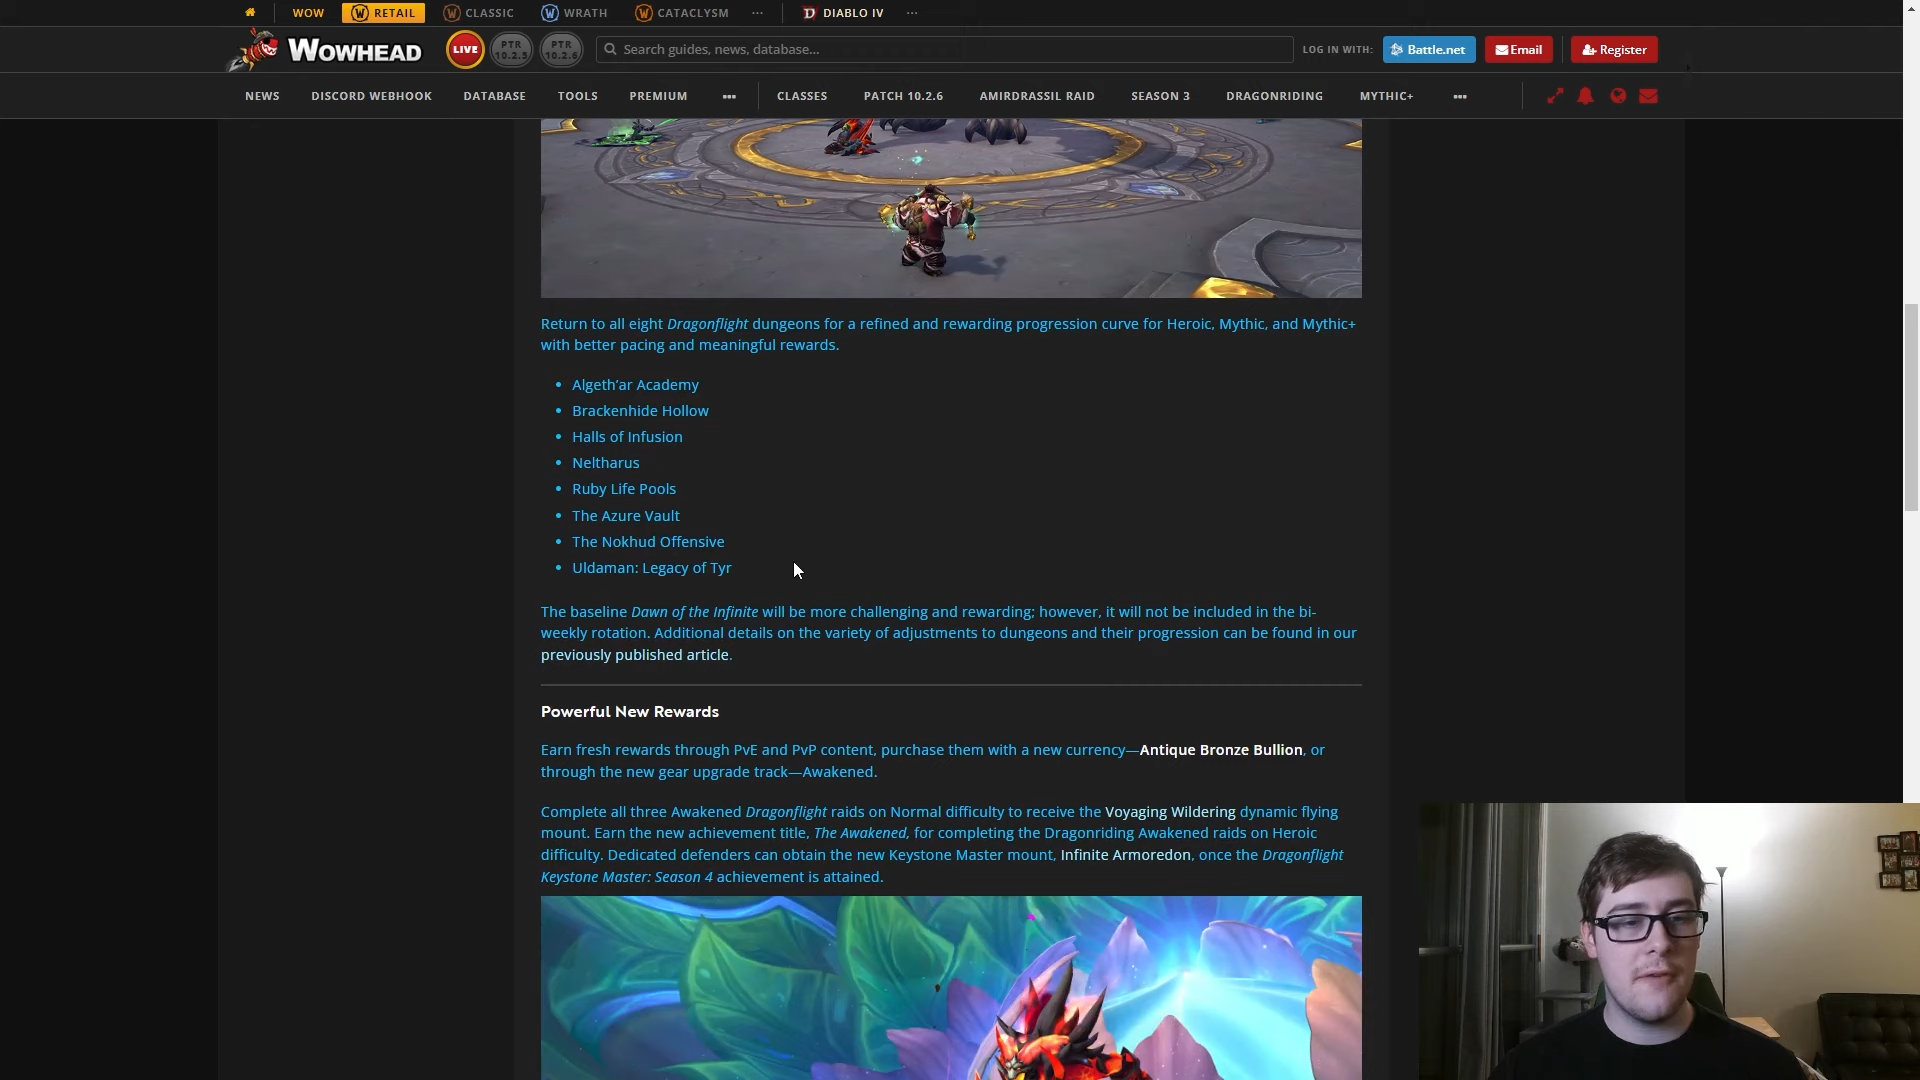 WOW RETAIL CLASSIC WRATH CATACLYSM ... DIABLO IV ...
WOWHEAD LIVE PTR 10.2.5 PTR 10.2.6 Search guides, news, database... LOG IN WITH: Battle.net Email Register
NEWS DISCORD WEBHOOK DATABASE TOOLS PREMIUM ... CLASSES PATCH 10.2.6 AMIRDRASSIL RAID SEASON 3 DRAGONRIDING MYTHIC+ ...
Return to all eight Dragonflight dungeons for a refined and rewarding progression curve for Heroic, Mythic, and Mythic+
with better pacing and meaningful rewards.
• Algeth'ar Academy
• Brackenhide Hollow
• Halls of Infusion
• Neltharus
• Ruby Life Pools
• The Azure Vault
• The Nokhud Offensive
• Uldaman: Legacy of Tyr
The baseline Dawn of the Infinite will be more challenging and rewarding; however, it will not be included in the bi-
weekly rotation. Additional details on the variety of adjustments to dungeons and their progression can be found in our
previously published article.
Powerful New Rewards
Earn fresh rewards through PvE and PvP content, purchase them with a new currency—Antique Bronze Bullion, or
through the new gear upgrade track—Awakened.
Complete all three Awakened Dragonflight raids on Normal difficulty to receive the Voyaging Wildering dynamic flying
mount. Earn the new achievement title, The Awakened, for completing the Dragonriding Awakened raids on Heroic
difficulty. Dedicated defenders can obtain the new Keystone Master mount, Infinite Armoredon, once the Dragonflight
Keystone Master: Season 4 achievement is attained.